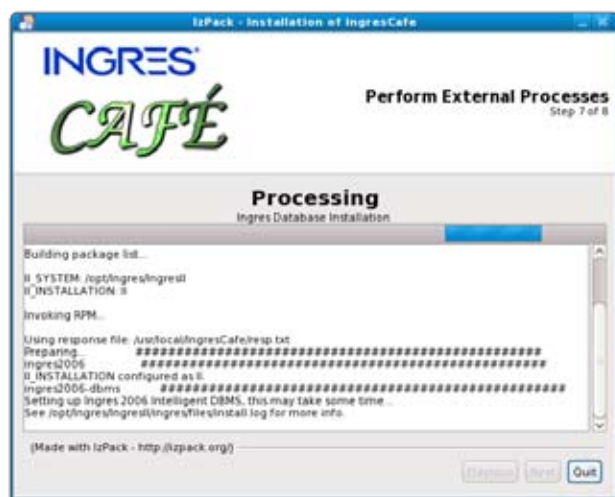 IzPack - Installation of IngresCafe
INGRES
CAFÉ
Perform External Processes
Step 7 of 8
Processing
Ingres Database Installation
Building package list...
II_SYSTEM: /opt/Ingres/IngresII
II_INSTALLATION: II
Invoking RPM...
Using response file: /usr/local/IngresCafe/resp.txt
Preparing... ##################################################
ingres2006 ##################################################
II_INSTALLATION configured as II.
ingres2006-dbms ##################################################
Setting up Ingres 2006 Intelligent DBMS, this may take some time...
See /opt/Ingres/IngresII/ingres/files/install.log for more info.
(Made with IzPack - http://izpack.org/)
Previous Next Quit